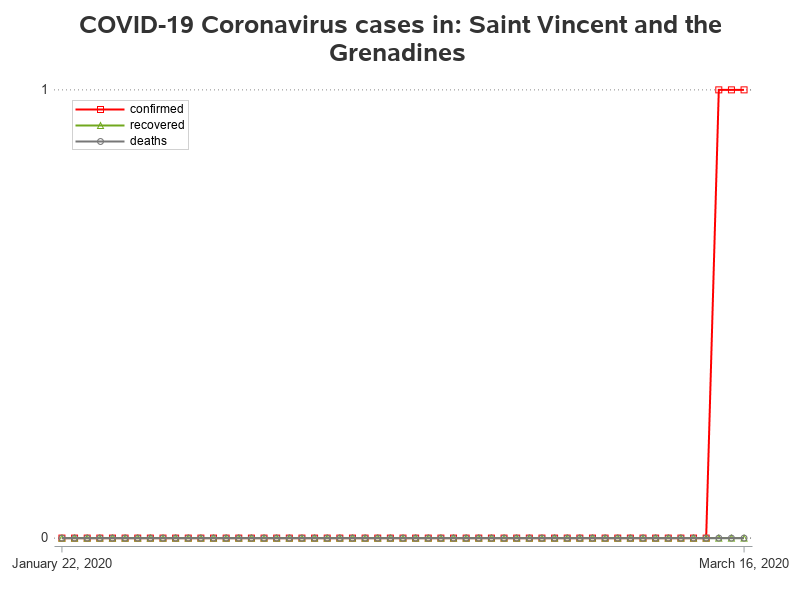 COVID-19 Coronavirus cases in: Saint Vincent and the
Grenadines
1
confirmed
recovered
deaths
0
January 22, 2020
March 16, 2020